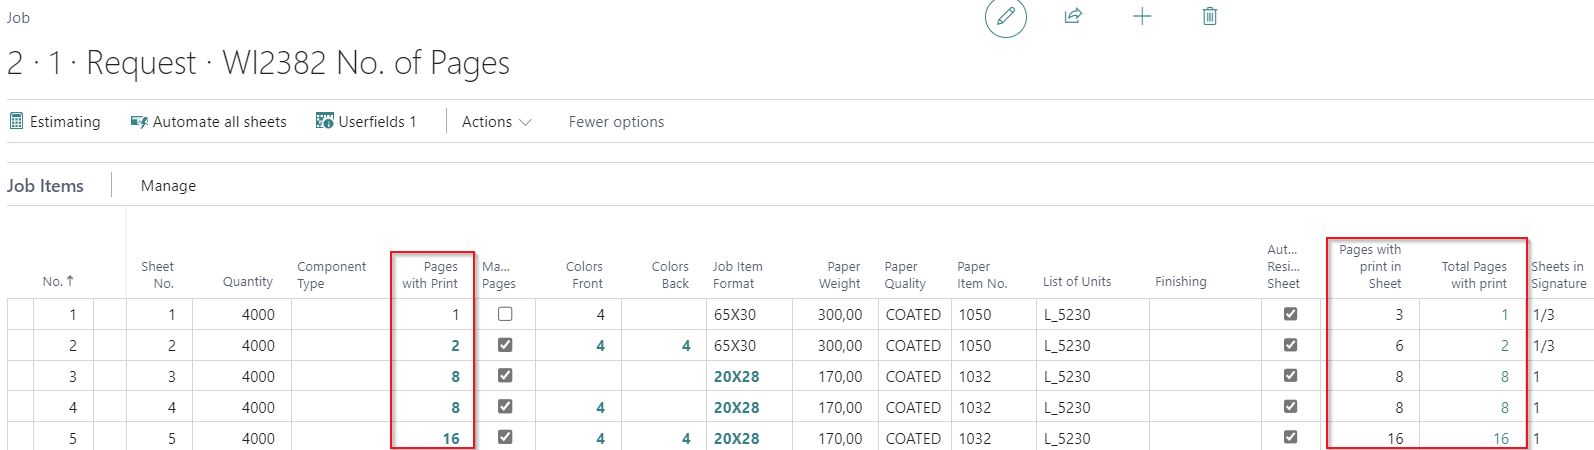 Job
2 · 1 · Request · WI2382 No. of Pages
Estimating Automate all sheets Userfields 1 Actions Fewer options
Job Items Manage
No. ↑ Sheet No. Quantity Component Type Pages with Print Ma... Pages Colors Front Colors Back Job Item Format Paper Weight Paper Quality Paper Item No. List of Units Finishing Aut... Resi... Sheet Pages with print in Sheet Total Pages with print Sheets in Signature
1 1 4000 1 4 65X30 300,00 COATED 1050 L_5230 3 1 1/3
2 2 4000 2 4 4 65X30 300,00 COATED 1050 L_5230 6 2 1/3
3 3 4000 8 20X28 170,00 COATED 1032 L_5230 8 8 1
4 4 4000 8 4 20X28 170,00 COATED 1032 L_5230 8 8 1
5 5 4000 16 4 4 20X28 170,00 COATED 1032 L_5230 16 16 1